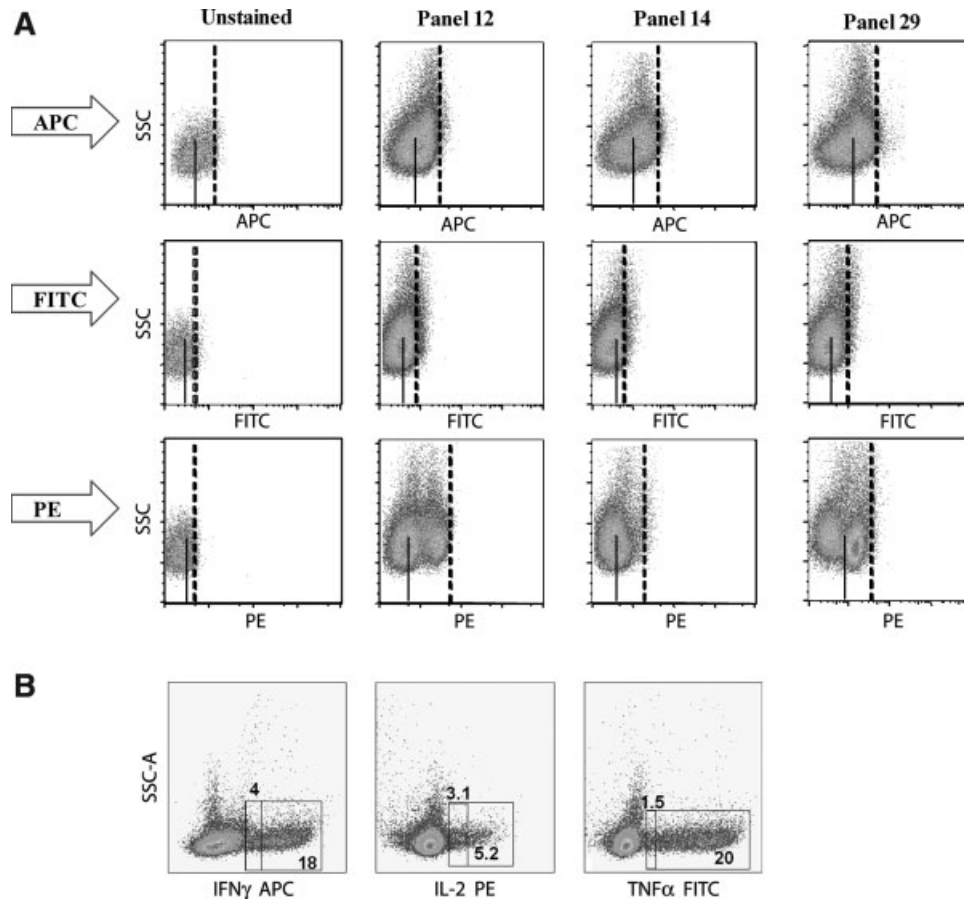 A
Unstained
Panel 12
Panel 14
Panel 29
APC
SSC
APC
APC
APC
APC
FITC
SSC
FITC
FITC
FITC
FITC
PE
SSC
PE
PE
PE
PE
B
SSC-A
4
18
IFNγ APC
3.1
5.2
IL-2 PE
1.5
20
TNFα FITC